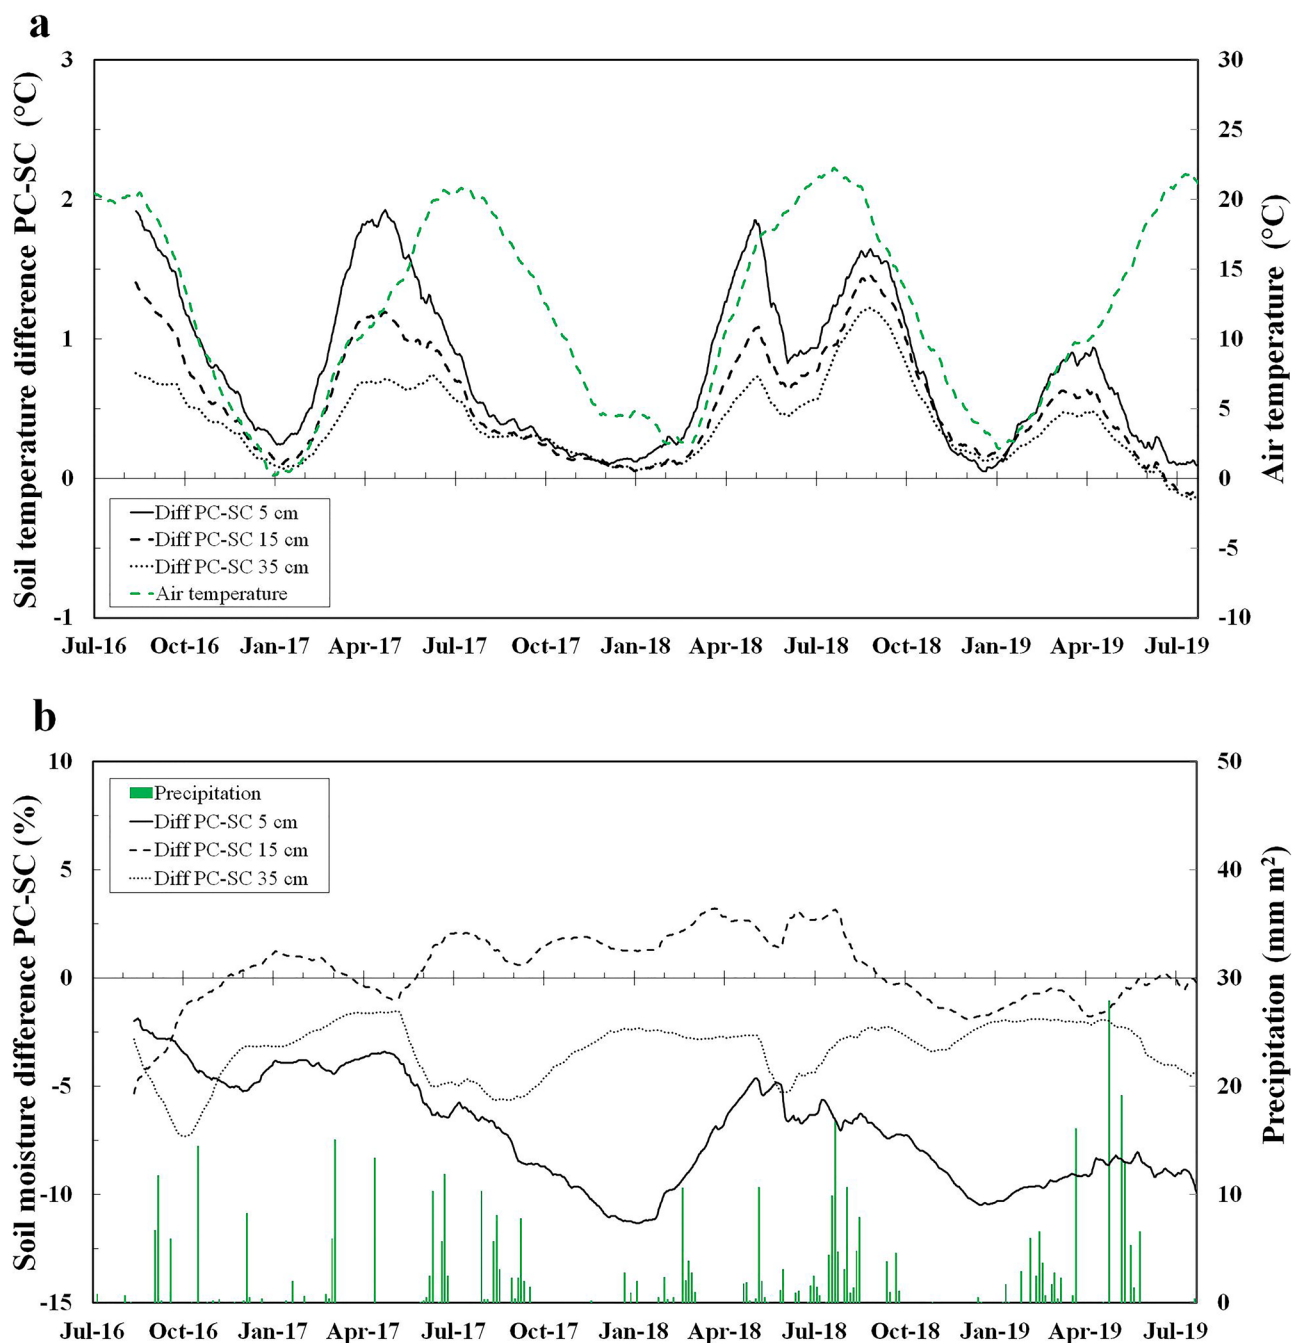 a
Soil temperature difference PC-SC (°C)
3
2
1
0
-1
30
25
20
15
10
5
0
-5
-10
Air temperature (°C)
Diff PC-SC 5 cm
Diff PC-SC 15 cm
Diff PC-SC 35 cm
Air temperature
Jul-16 Oct-16 Jan-17 Apr-17 Jul-17 Oct-17 Jan-18 Apr-18 Jul-18 Oct-18 Jan-19 Apr-19 Jul-19
b
Soil moisture difference PC-SC (%)
10
5
0
-5
-10
-15
50
40
30
20
10
0
Precipitation (mm m²)
Precipitation
Diff PC-SC 5 cm
Diff PC-SC 15 cm
Diff PC-SC 35 cm
Jul-16 Oct-16 Jan-17 Apr-17 Jul-17 Oct-17 Jan-18 Apr-18 Jul-18 Oct-18 Jan-19 Apr-19 Jul-19